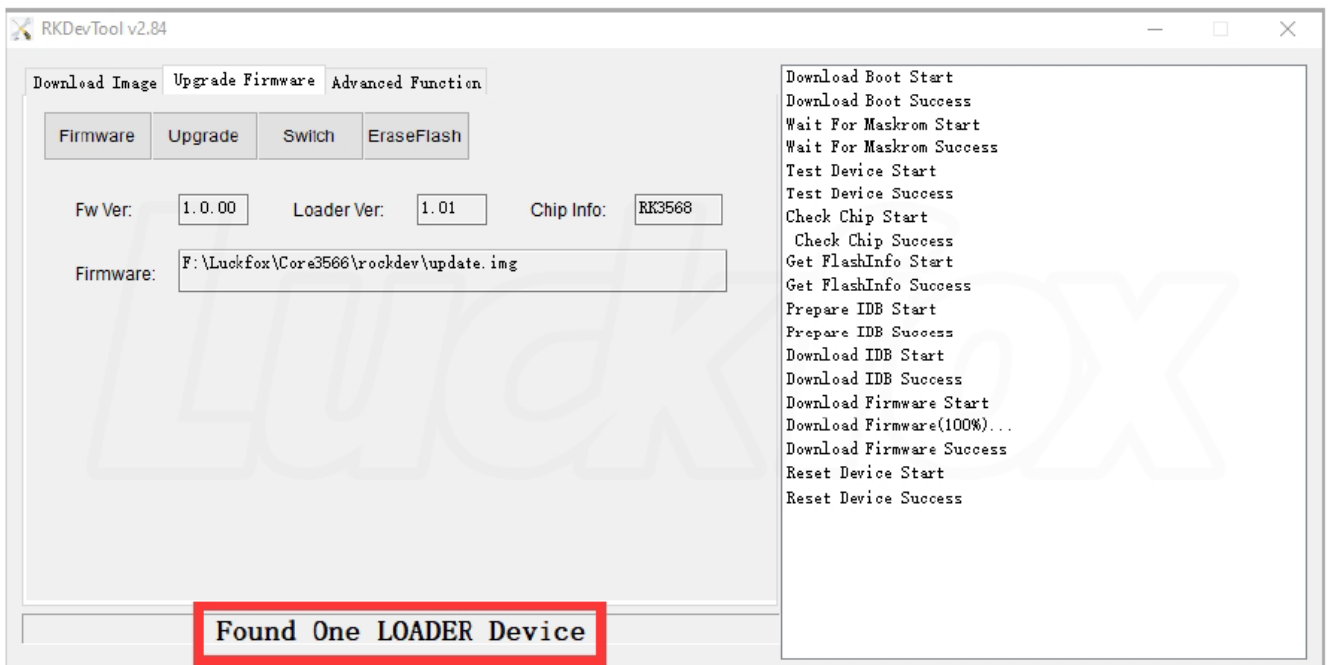 RKDevTool v2.84
Download Image Upgrade Firmware Advanced Function
Firmware Upgrade Switch EraseFlash
Fw Ver: 1.0.00 Loader Ver: 1.01 Chip Info: RK3568
Firmware: F:\Luckfox\Core3566\rockdev\update.img
Luckfox
Found One LOADER Device
Download Boot Start
Download Boot Success
Wait For Maskrom Start
Wait For Maskrom Success
Test Device Start
Test Device Success
Check Chip Start
Check Chip Success
Get FlashInfo Start
Get FlashInfo Success
Prepare IDB Start
Prepare IDB Success
Download IDB Start
Download IDB Success
Download Firmware Start
Download Firmware(100%)...
Download Firmware Success
Reset Device Start
Reset Device Success